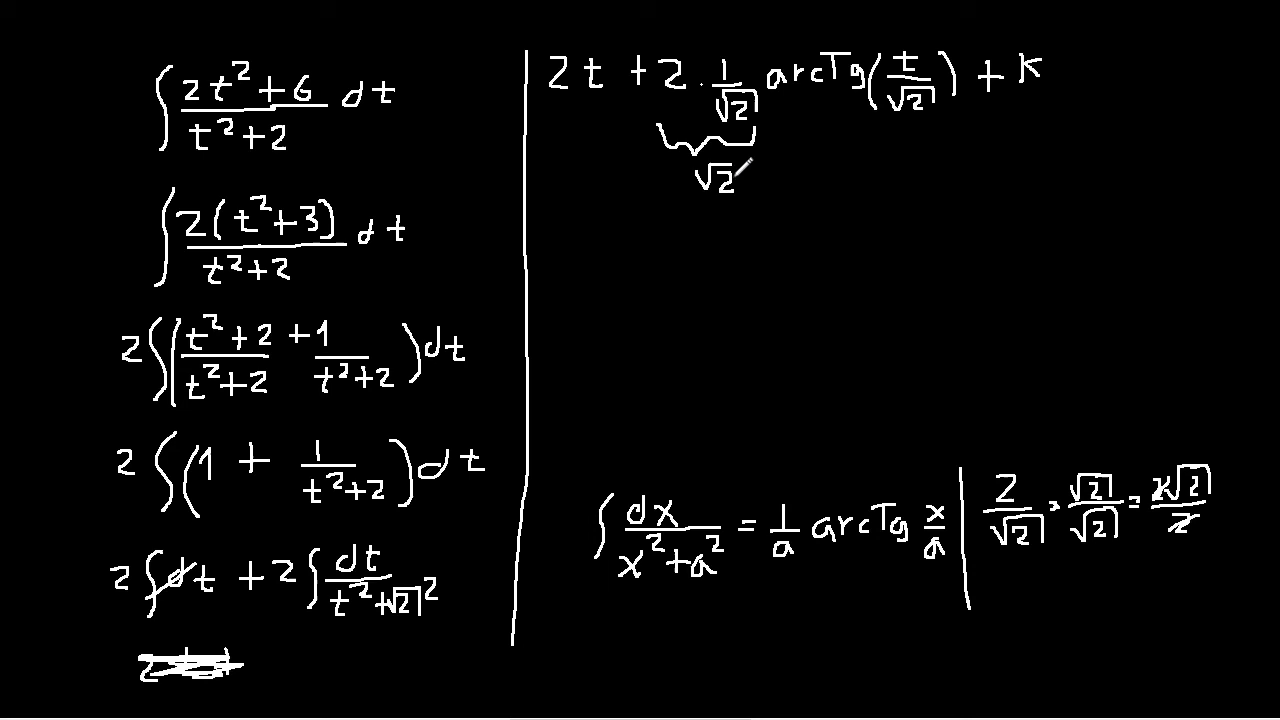 ∫ (2t² + 6)/(t² + 2) dt
∫ 2(t² + 3)/(t² + 2) dt
2 ∫ ((t² + 2)/(t² + 2) + 1/(t² + 2)) dt
2 ∫ (1 + 1/(t² + 2)) dt
2 ∫ dt + 2 ∫ dt/(t² + √2²)
2t + 2 · 1/√2 arcTg(t/√2) + K
√2
∫ dx/(x² + a²) = 1/a arcTg x/a
2/√2 × √2/√2 = 2√2/2